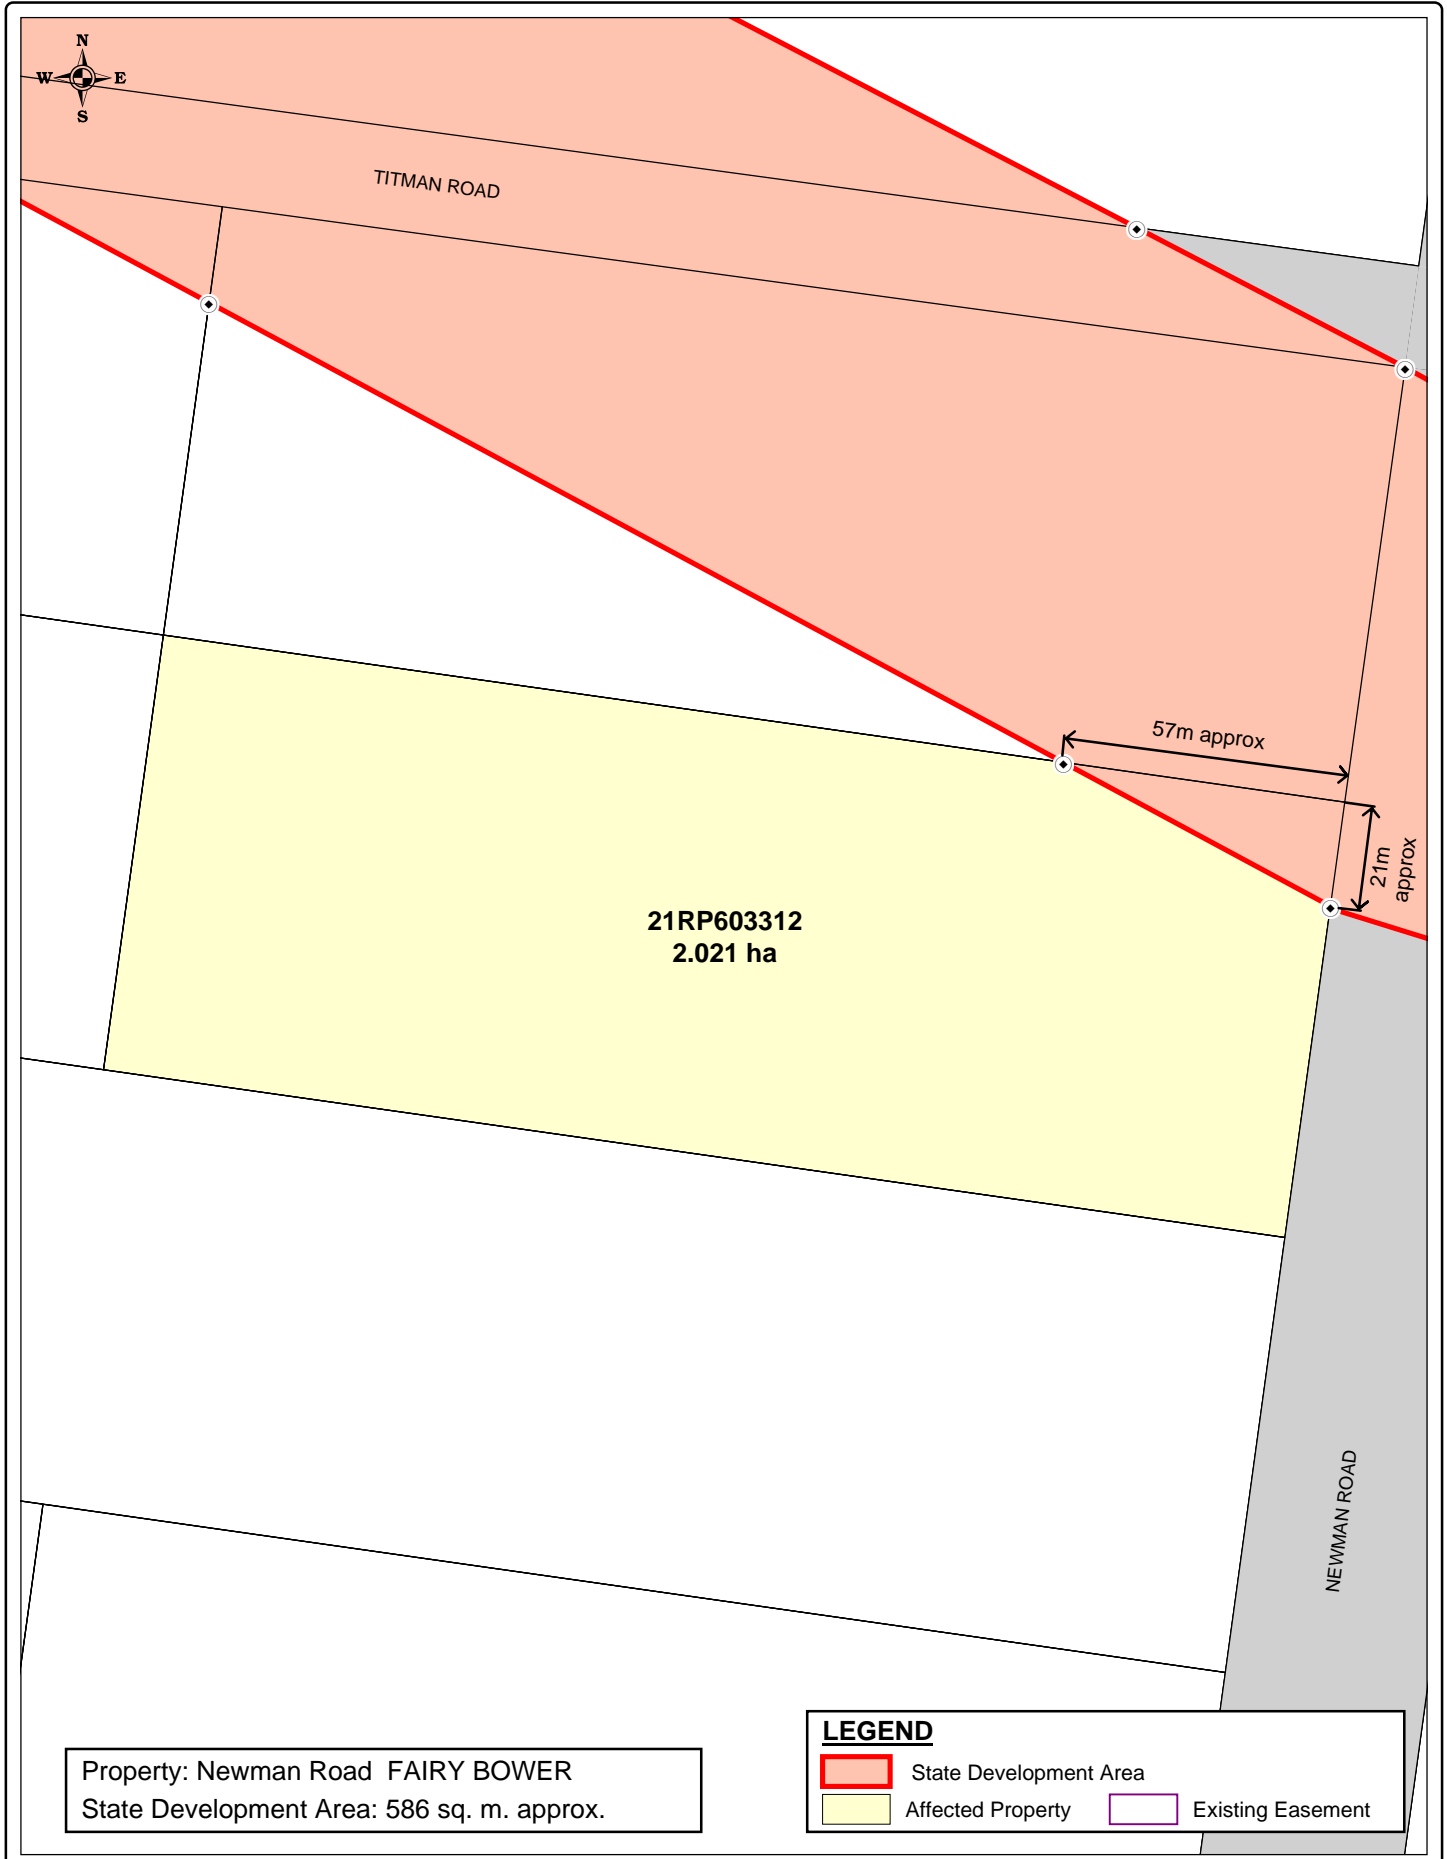 N
W E
S
TITMAN ROAD
57m approx
21m
approx
21RP603312
2.021 ha
NEWMAN ROAD
Property: Newman Road FAIRY BOWER
State Development Area: 586 sq. m. approx.
LEGEND
State Development Area
Affected Property Existing Easement